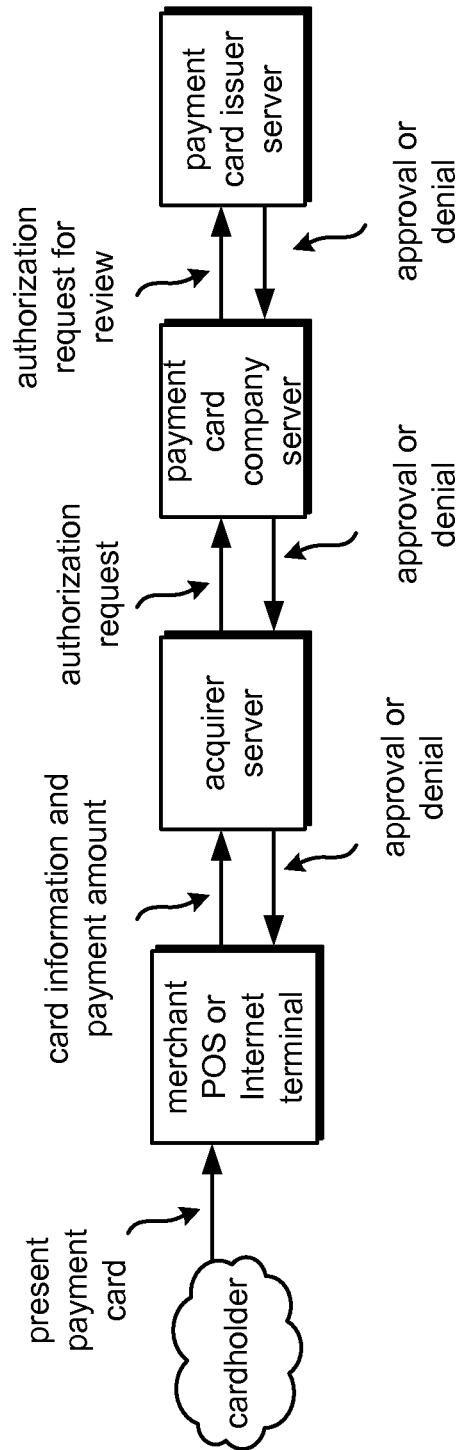 present
payment
card
cardholder
card information and
payment amount
merchant
POS or
Internet
terminal
approval or
denial
authorization
request
acquirer
server
approval or
denial
authorization
request for
review
payment
card
company
server
approval or
denial
payment
card issuer
server